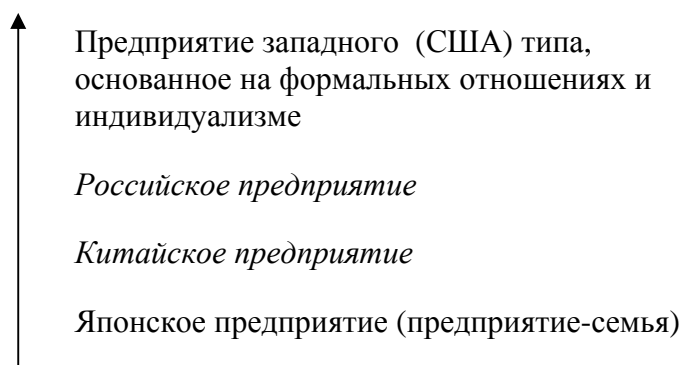 Предприятие западного (США) типа,
основанное на формальных отношениях и
индивидуализме
Российское предприятие
Китайское предприятие
Японское предприятие (предприятие-семья)